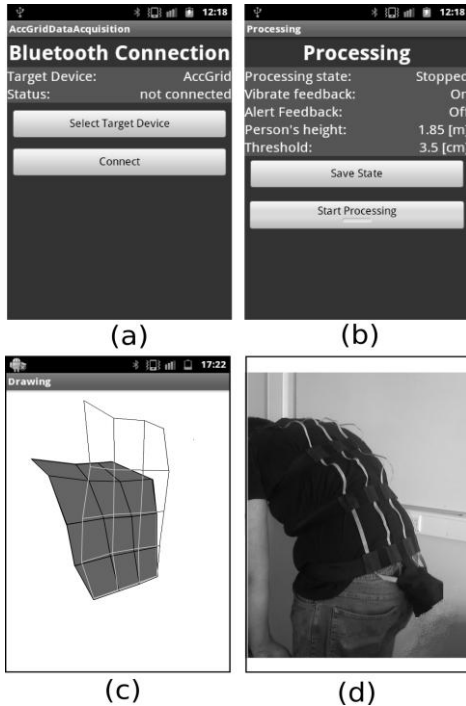 12:18
AccGridDataAcquisition
Bluetooth Connection
Target Device: AccGrid
Status: not connected
Select Target Device
Connect
(a)
12:18
Processing
Processing
Processing state: Stopped
Vibrate feedback: On
Alert Feedback: Off
Person's height: 1.85 [m]
Threshold: 3.5 [cm]
Save State
Start Processing
(b)
17:22
Drawing
(c)
(d)